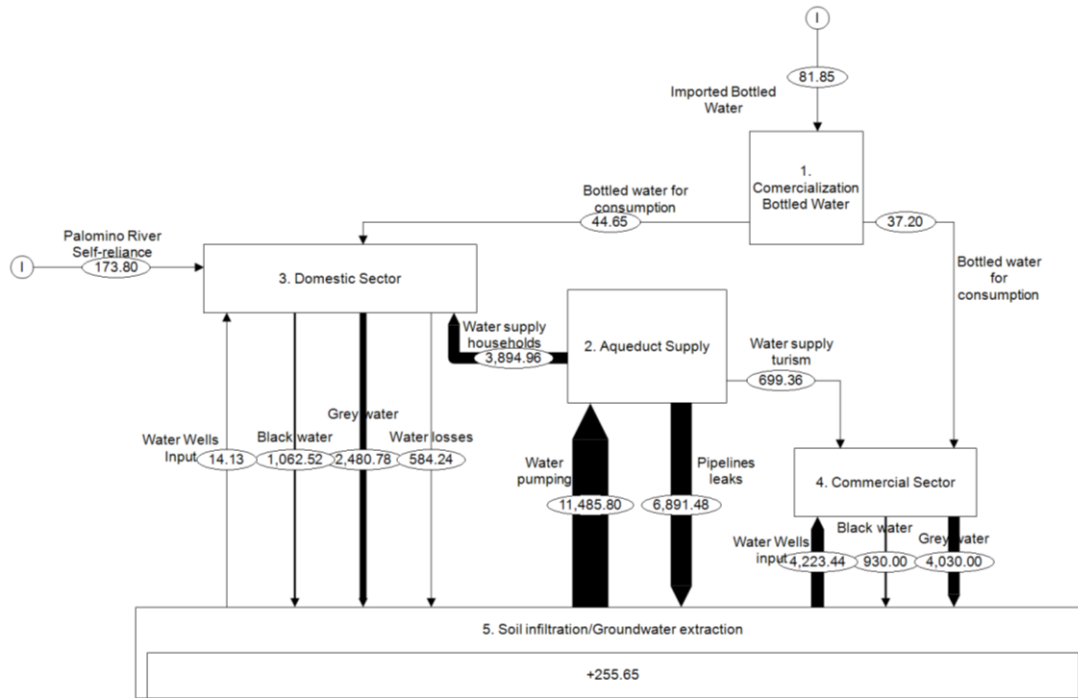 I
81.85
Imported Bottled
Water
1.
Comercialization
Bottled Water
Bottled water for
consumption
44.65
37.20
Palomino River
Self-reliance
I
173.80
3. Domestic Sector
Bottled water
for
consumption
Water supply
households
3,894.96
2. Aqueduct Supply
Water supply
turism
699.36
Water Wells
Input
14.13
Black water
1,062.52
Grey water
2,480.78
Water losses
584.24
Water
pumping
11,485.80
Pipelines
leaks
6,891.48
4. Commercial Sector
Water Wells
input
4,223.44
Black water
930.00
Grey water
4,030.00
5. Soil infiltration/Groundwater extraction
+255.65